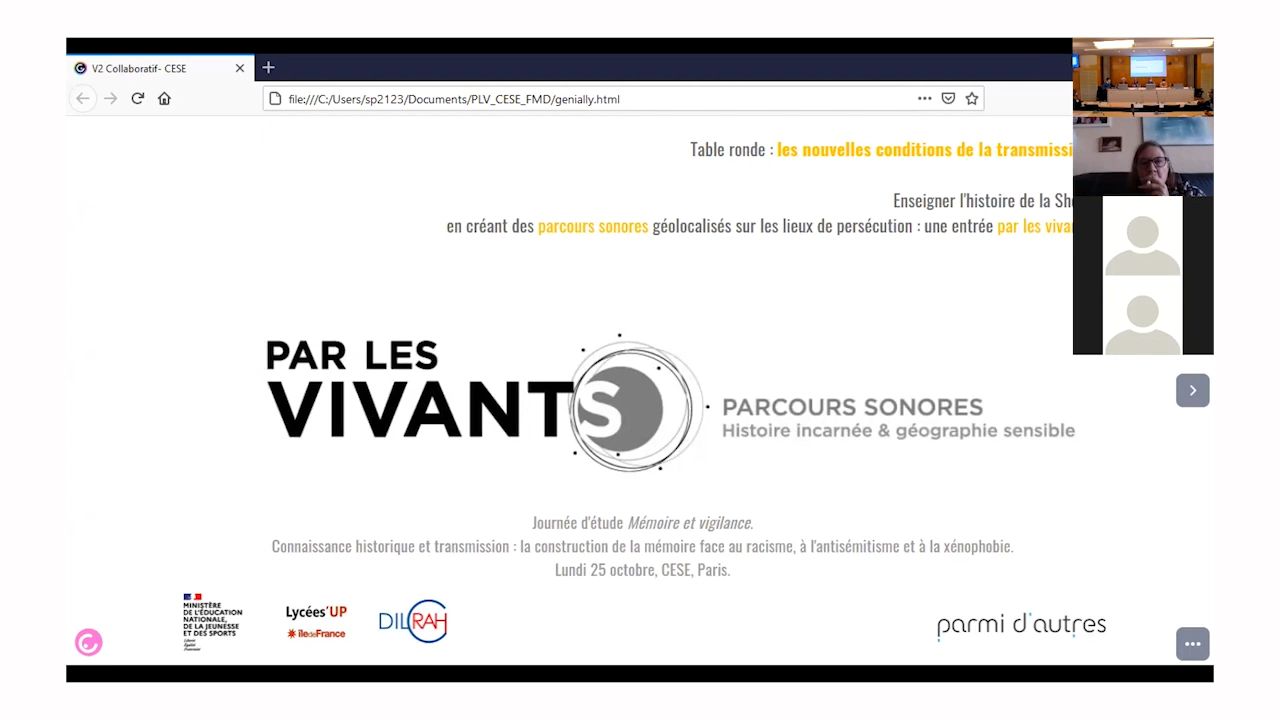 V2 Collaboratif- CESE
file:///C:/Users/sp2123/Documents/PLV_CESE_FMD/genially.html
Table ronde : les nouvelles conditions de la transmissi
Enseigner l'histoire de la Sh
en créant des parcours sonores géolocalisés sur les lieux de persécution : une entrée par les viva
PAR LES
VIVANTS
PARCOURS SONORES
Histoire incarnée & géographie sensible
Journée d'étude Mémoire et vigilance.
Connaissance historique et transmission : la construction de la mémoire face au racisme, à l'antisémitisme et à la xénophobie.
Lundi 25 octobre, CESE, Paris.
MINISTÈRE
DE L'ÉDUCATION
NATIONALE,
DE LA JEUNESSE
ET DES SPORTS
Liberté
Égalité
Fraternité
Lycées'UP
îledeFrance
DILCRAH
parmi d'autres